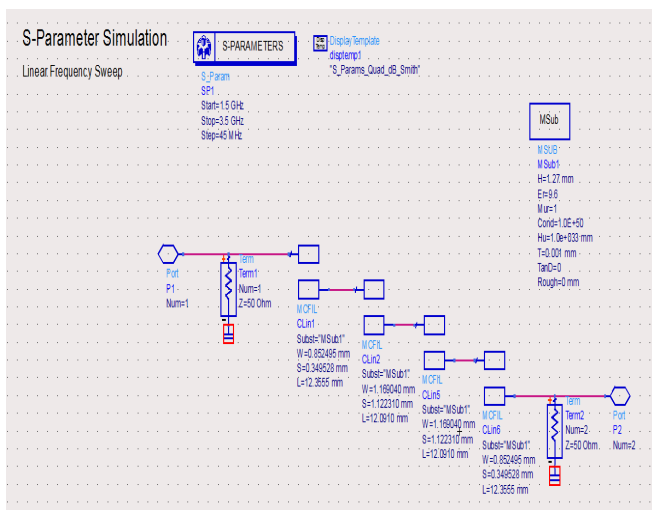 S-Parameter Simulation
Linear Frequency Sweep
S-PARAMETERS
S_Param
SP1
Start=1.5 GHz
Stop=3.5 GHz
Step=45 MHz
Disp
Temp
DisplayTemplate
disptemp1
"S_Params_Quad_dB_Smith"
MSub
MSUB
MSub1
H=1.27 mm
Er=9.6
Mur=1
Cond=1.0E+50
Hu=1.0e+033 mm
T=0.001 mm
TanD=0
Rough=0 mm
Port
P1
Num=1
Term
Term1
Num=1
Z=50 Ohm
MCFIL
CLin1
Subst="MSub1"
W=0.852495 mm
S=0.349528 mm
L=12.3555 mm
MCFIL
CLin2
Subst="MSub1"
W=1.169040 mm
S=1.122310 mm
L=12.0910 mm
MCFIL
CLin5
Subst="MSub1"
W=1.169040 mm
S=1.122310 mm
L=12.0910 mm
MCFIL
CLin6
Subst="MSub1"
W=0.852495 mm
S=0.349528 mm
L=12.3555 mm
Term
Term2
Num=2
Z=50 Ohm
Port
P2
Num=2